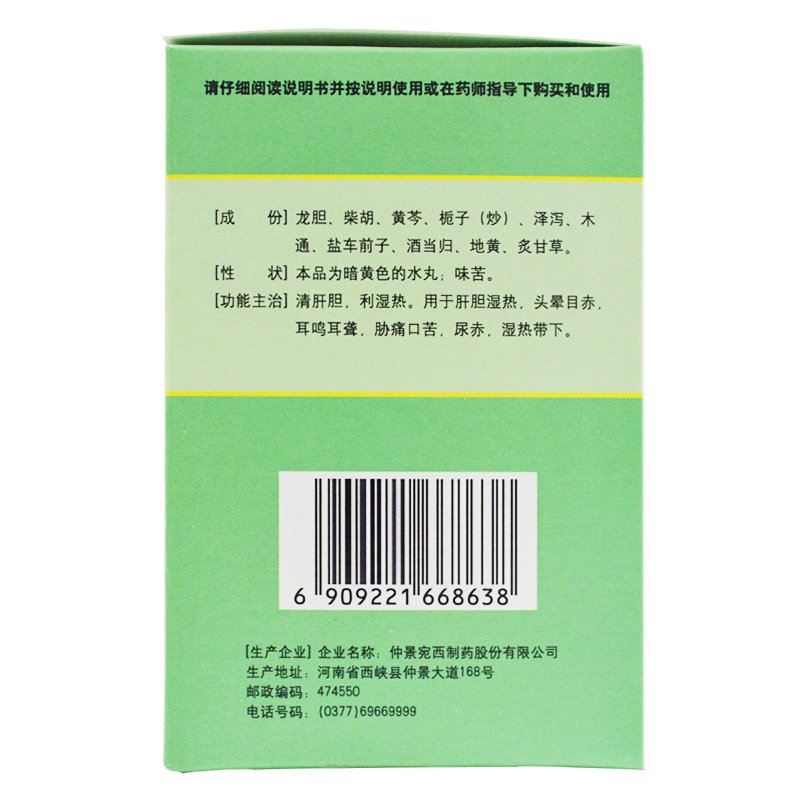 请仔细阅读说明书并按说明使用或在药师指导下购买和使用
[成　份] 龙胆、柴胡、黄芩、栀子（炒）、泽泻、木
通、盐车前子、酒当归、地黄、炙甘草。
[性　状] 本品为暗黄色的水丸；味苦。
[功能主治] 清肝胆，利湿热。用于肝胆湿热，头晕目赤，
耳鸣耳聋，胁痛口苦，尿赤，湿热带下。
6 909221 668638
[生产企业] 企业名称：仲景宛西制药股份有限公司
生产地址：河南省西峡县仲景大道168号
邮政编码：474550
电话号码：(0377)69669999